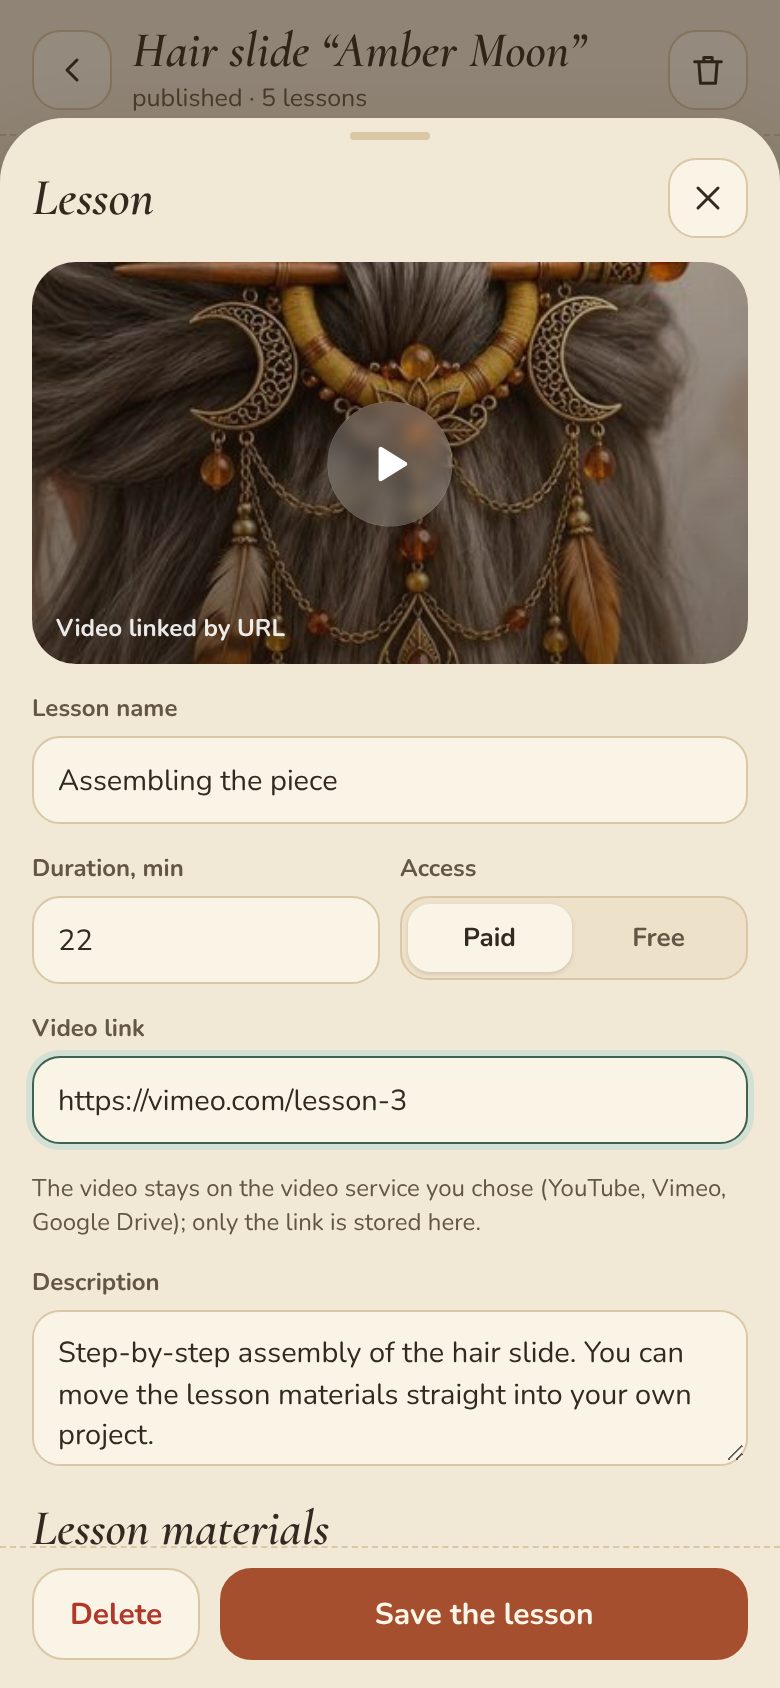 Hair slide “Amber Moon”
published · 5 lessons
Lesson
Video linked by URL
Lesson name
Assembling the piece
Duration, min
Access
22
Paid
Free
Video link
https://vimeo.com/lesson-3
The video stays on the video service you chose (YouTube, Vimeo,
Google Drive); only the link is stored here.
Description
Step-by-step assembly of the hair slide. You can
move the lesson materials straight into your own
project.
Lesson materials
Delete
Save the lesson